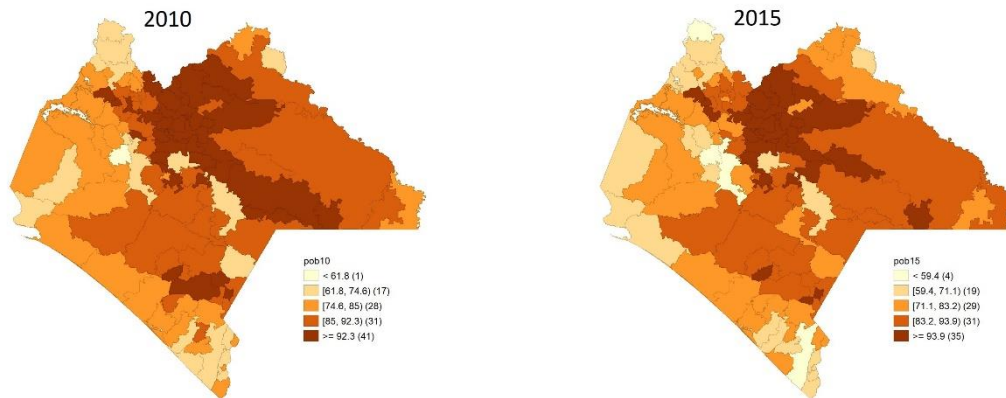 2010
pob10
< 61.8 (1)
[61.8, 74.6) (17)
[74.6, 85) (28)
[85, 92.3) (31)
>= 92.3 (41)
2015
pob15
< 59.4 (4)
[59.4, 71.1) (19)
[71.1, 83.2) (29)
[83.2, 93.9) (31)
>= 93.9 (35)